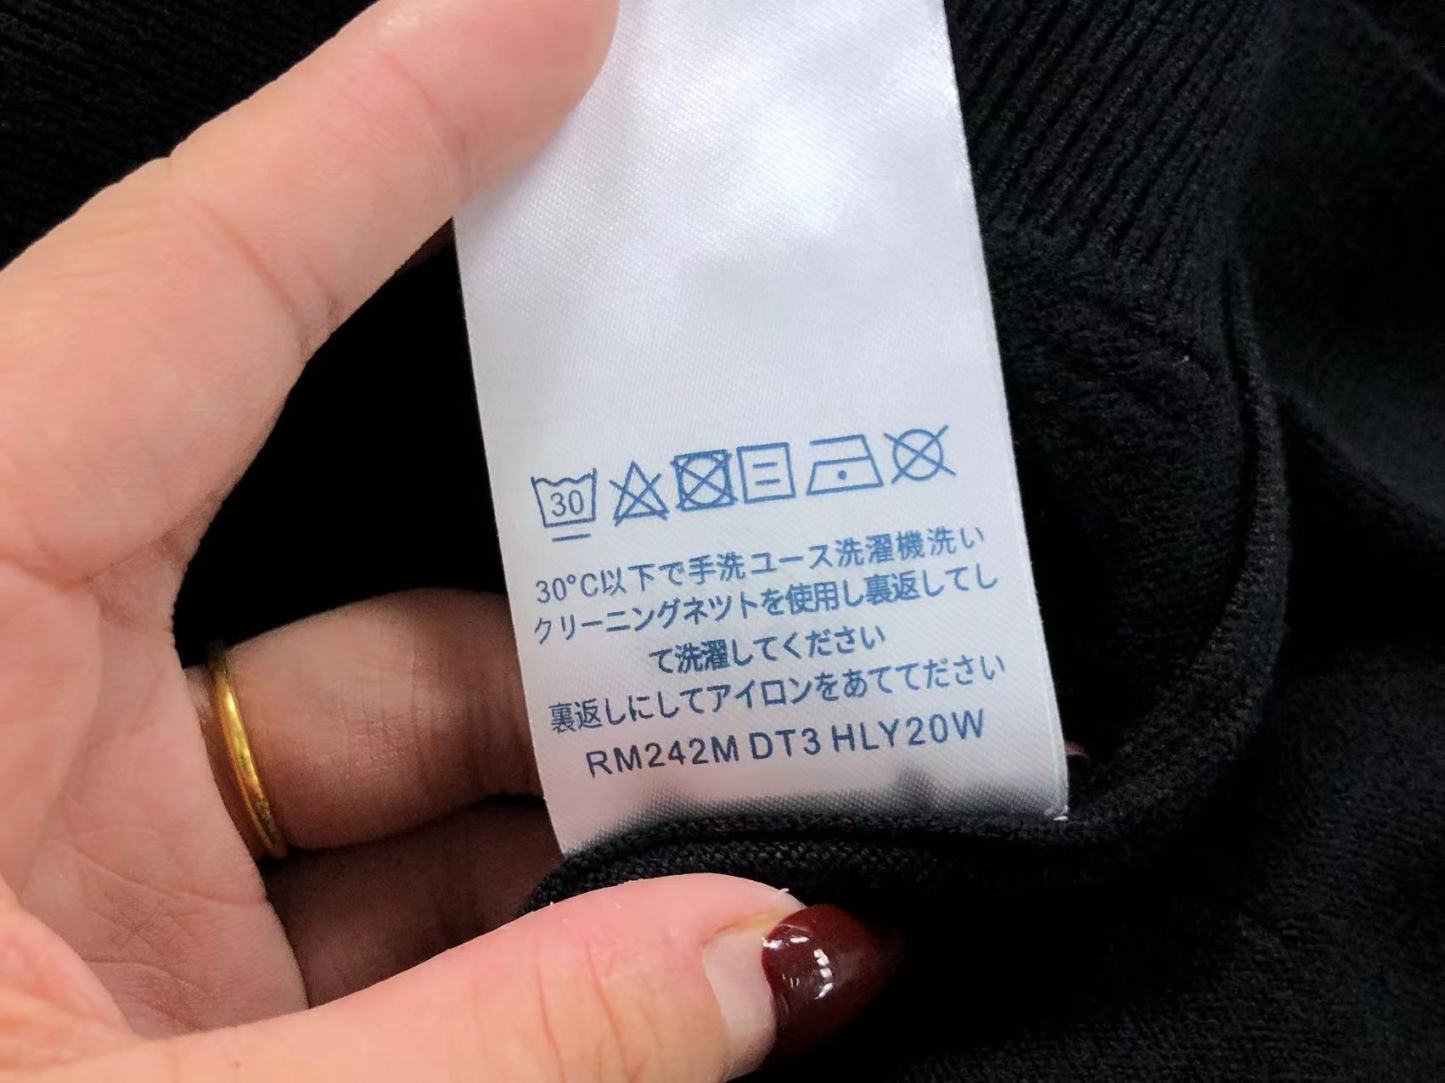 30
30°C以下で手洗ユース洗濯機洗い
クリーニングネツトを使用し裏返してし
て洗濯してください
裏返しにしてアイロンをあててださい
RM242M DT3 HLY20W